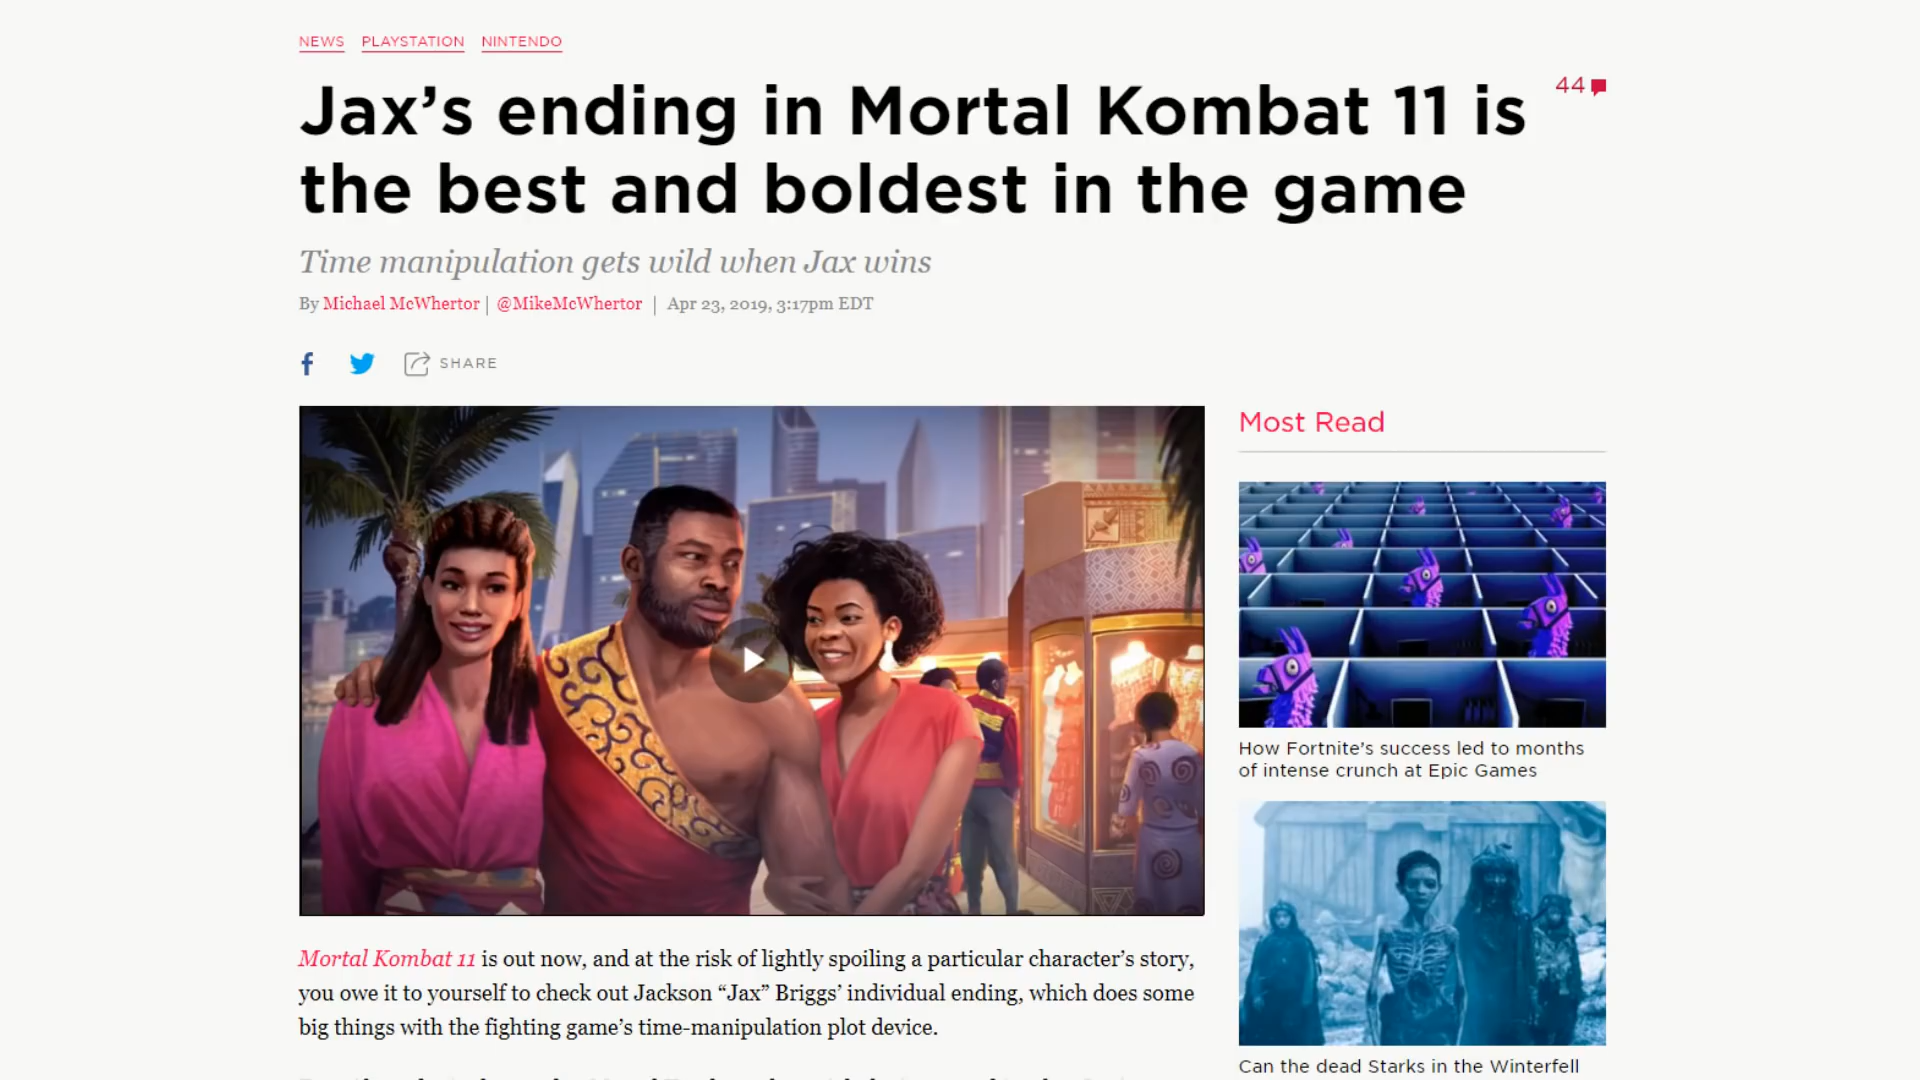 NEWS PLAYSTATION NINTENDO
Jax’s ending in Mortal Kombat 11 is
the best and boldest in the game
44
Time manipulation gets wild when Jax wins
By Michael McWhertor | @MikeMcWhertor | Apr 23, 2019, 3:17pm EDT
SHARE
Mortal Kombat 11 is out now, and at the risk of lightly spoiling a particular character’s story,
you owe it to yourself to check out Jackson “Jax” Briggs’ individual ending, which does some
big things with the fighting game’s time-manipulation plot device.
Most Read
How Fortnite’s success led to months
of intense crunch at Epic Games
Can the dead Starks in the Winterfell